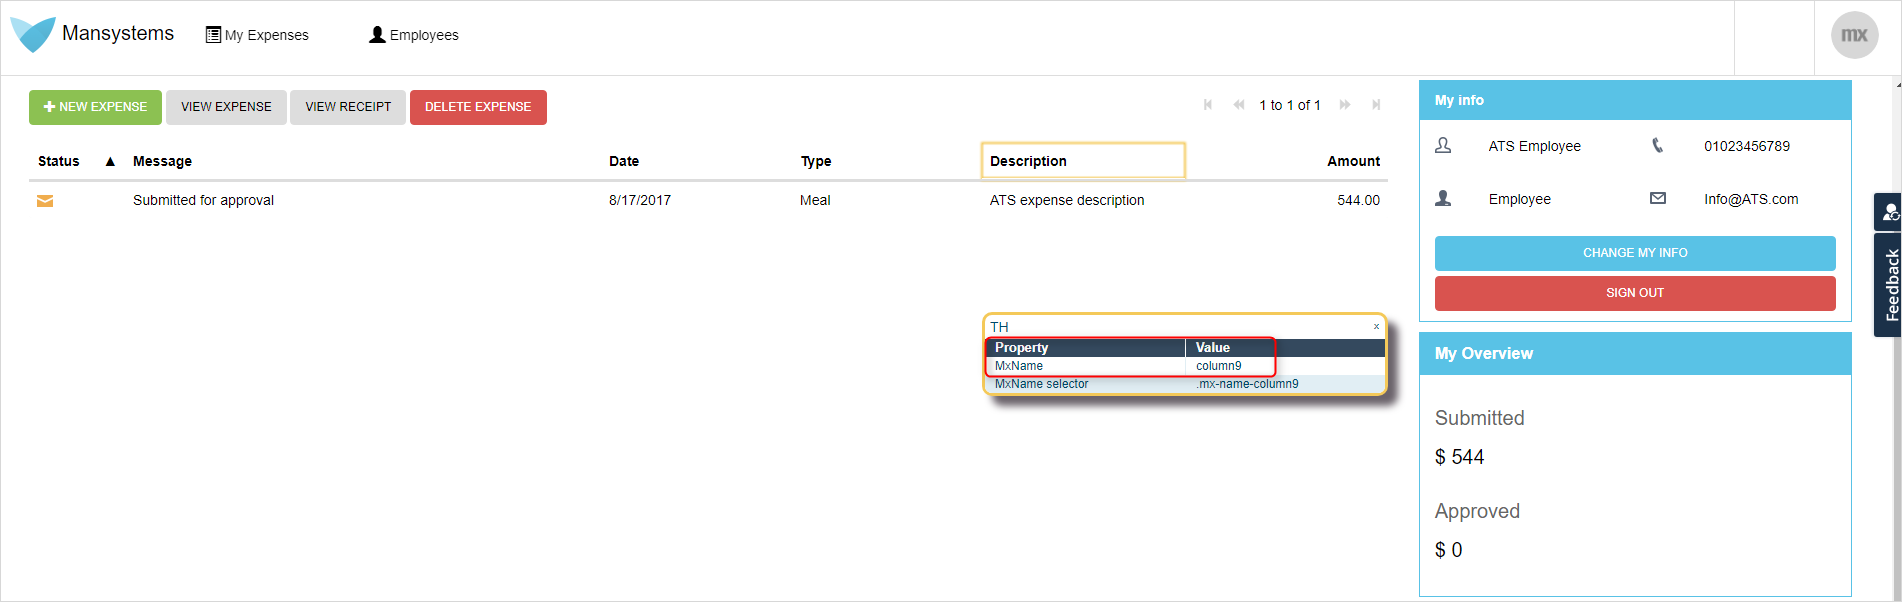 Mansystems My Expenses Employees mx
NEW EXPENSE VIEW EXPENSE VIEW RECEIPT DELETE EXPENSE 1 to 1 of 1
Status ▲ Message Date Type Description Amount
Submitted for approval 8/17/2017 Meal ATS expense description 544.00
TH x
Property Value
MxName column9
MxName selector .mx-name-column9
My info
ATS Employee 01023456789
Employee Info@ATS.com
CHANGE MY INFO
SIGN OUT
My Overview
Submitted
$ 544
Approved
$ 0
Feedback